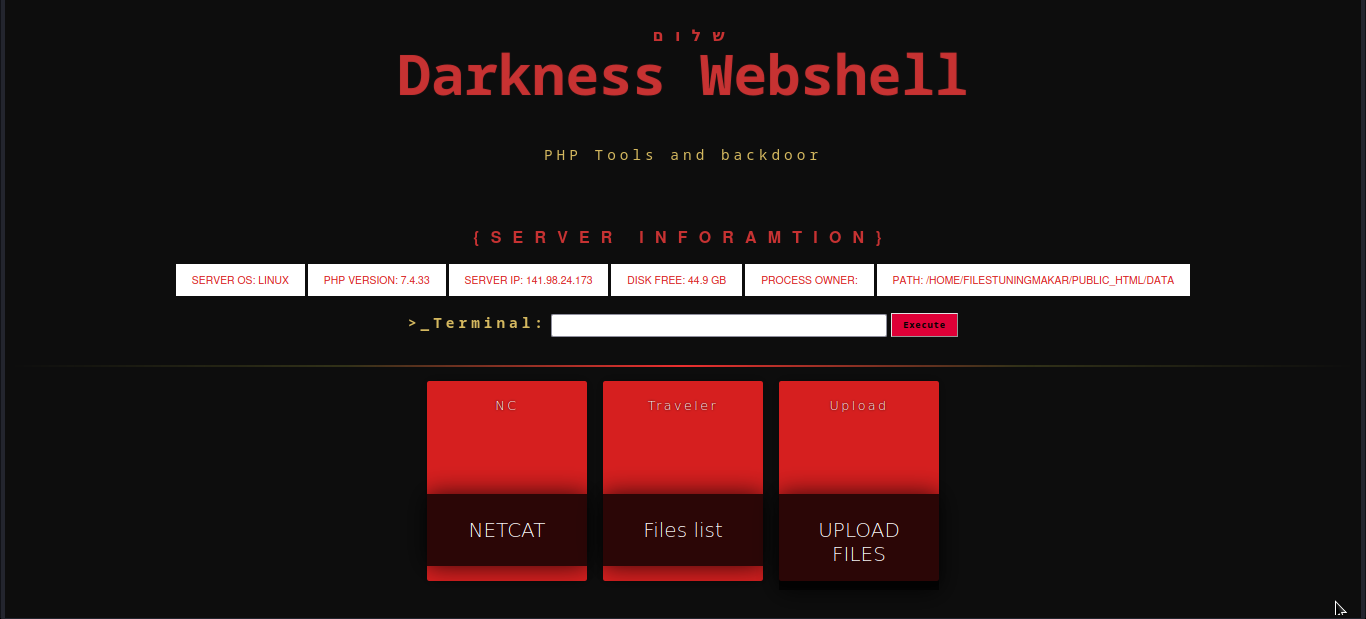 שלום
Darkness Webshell
PHP Tools and backdoor
{SERVER INFORAMTION}
SERVER OS: LINUX PHP VERSION: 7.4.33 SERVER IP: 141.98.24.173 DISK FREE: 44.9 GB PROCESS OWNER: PATH: /HOME/FILESTUNINGMAKAR/PUBLIC_HTML/DATA
>_Terminal: Execute
NC Traveler Upload
NETCAT Files list UPLOAD
FILES